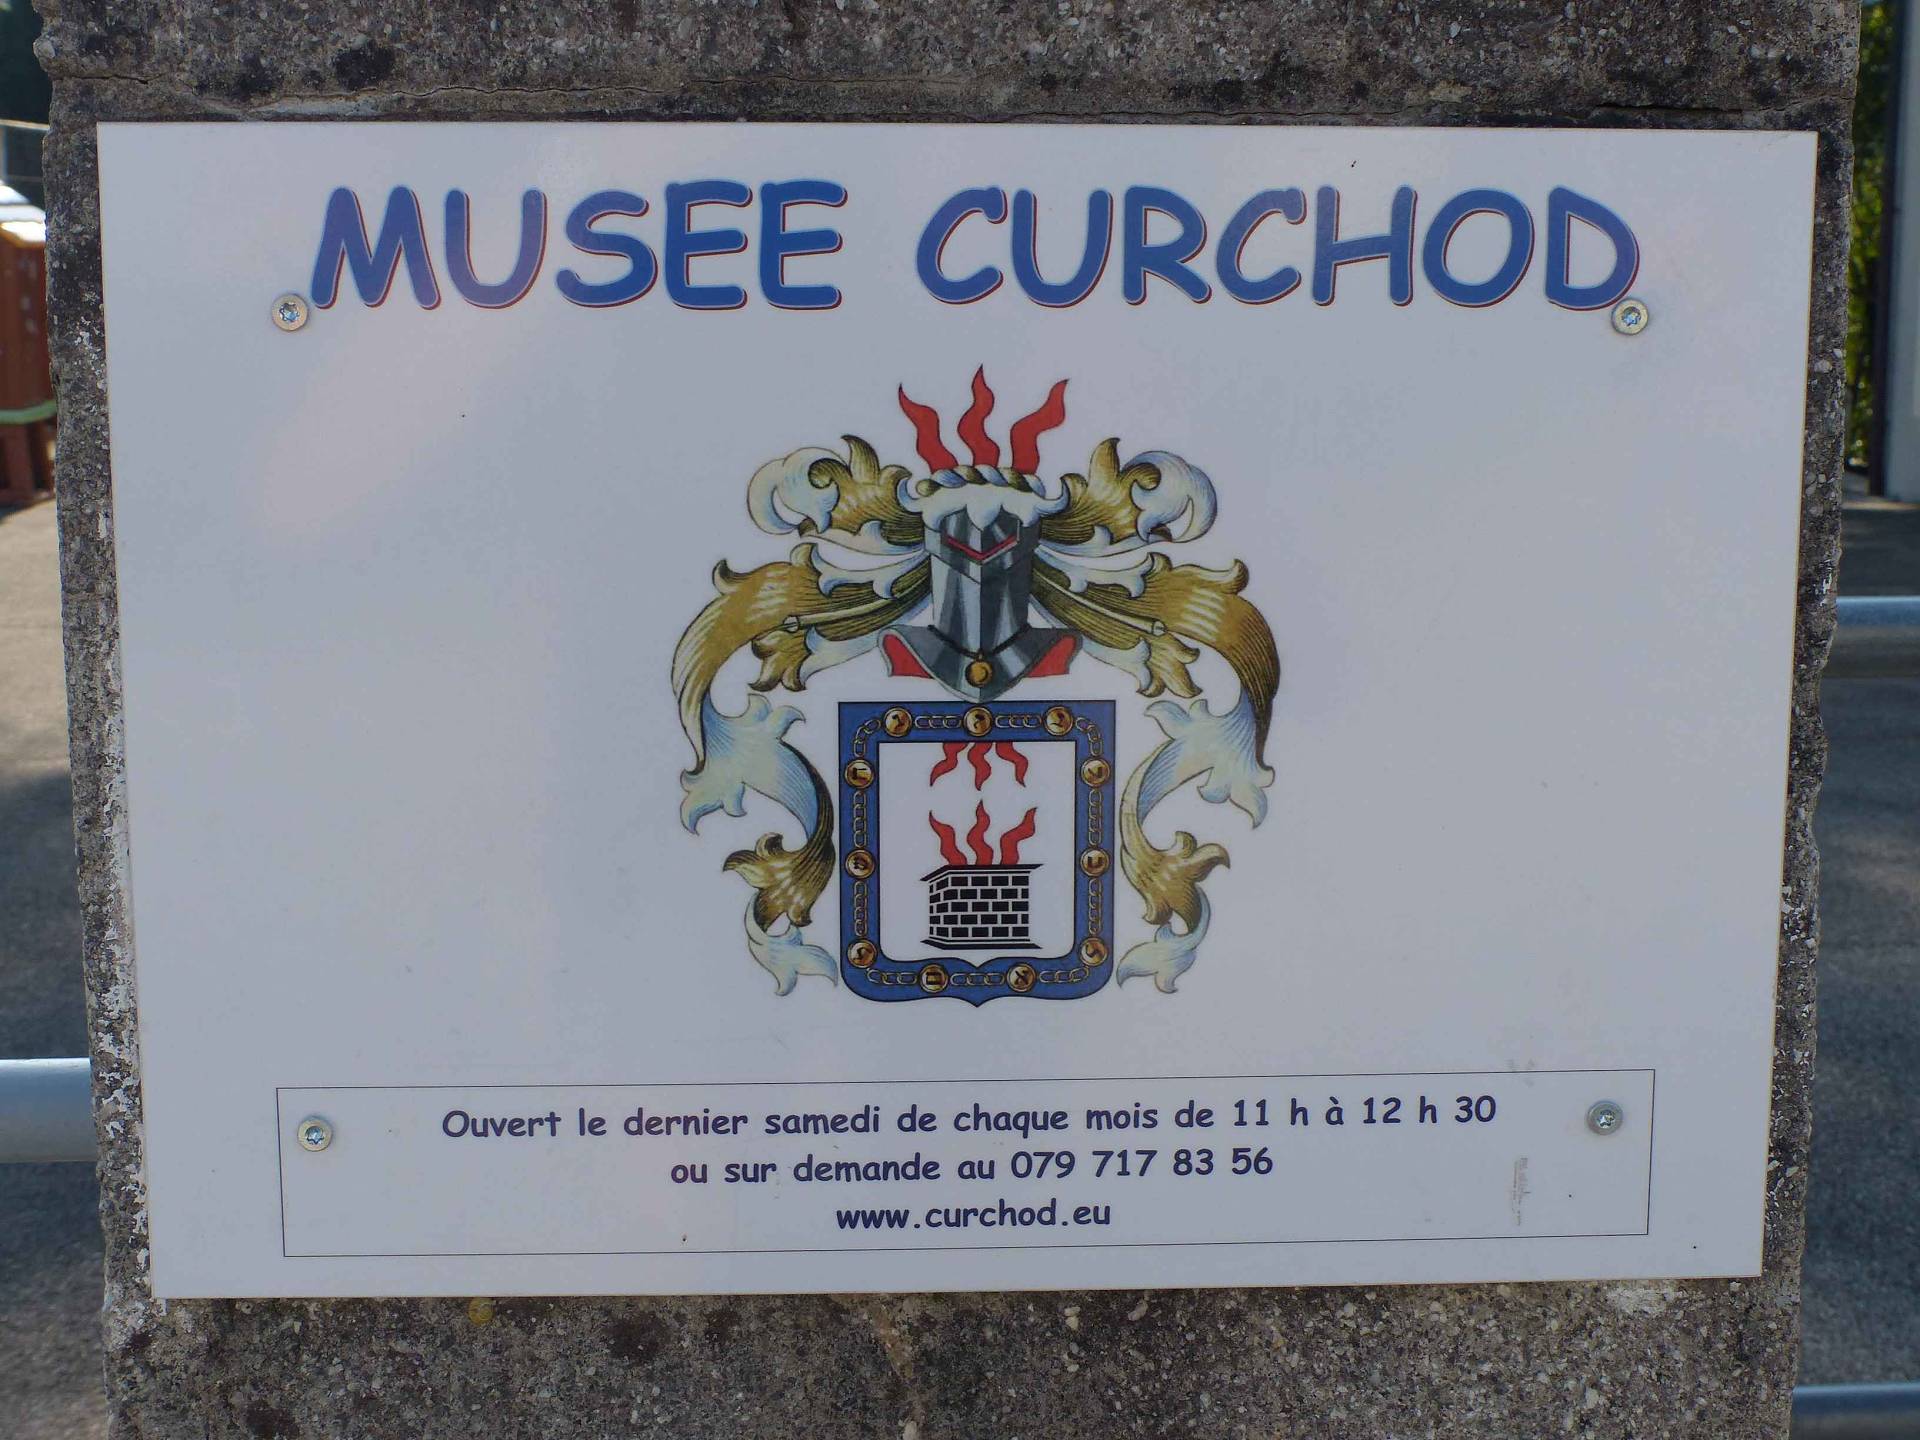 MUSEE CURCHOD
Ouvert le dernier samedi de chaque mois de 11 h à 12 h 30
ou sur demande au 079 717 83 56
www.curchod.eu